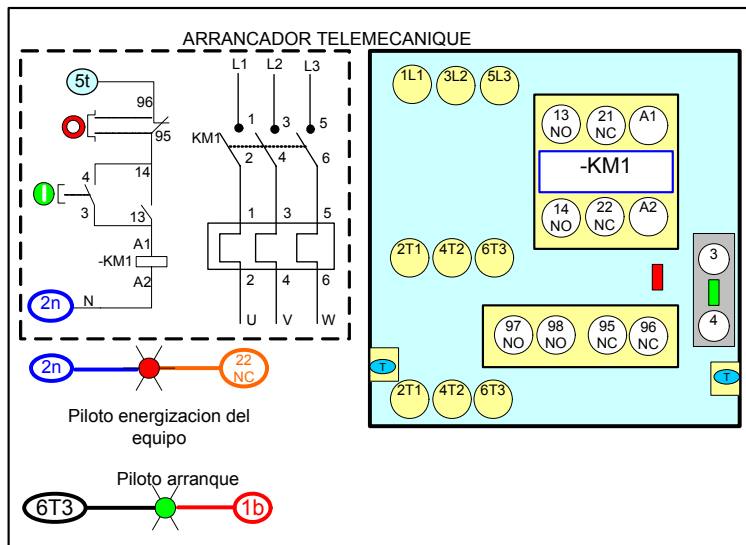 ARRANCADOR TELEMECANIQUE
5t
96
95
14
4
3
13
A1
-KM1
A2
2n
N
L1 L2 L3
1 3 5
KM1
2 4 6
1 3 5
2 4 6
U V W
1L1 3L2 5L3
13 NO
21 NC
A1
-KM1
14 NO
22 NC
A2
2T1 4T2 6T3
3
4
97 NO
98 NO
95 NC
96 NC
T
T
2T1 4T2 6T3
2n
22 NC
Piloto energizacion del
equipo
Piloto arranque
6T3
1b